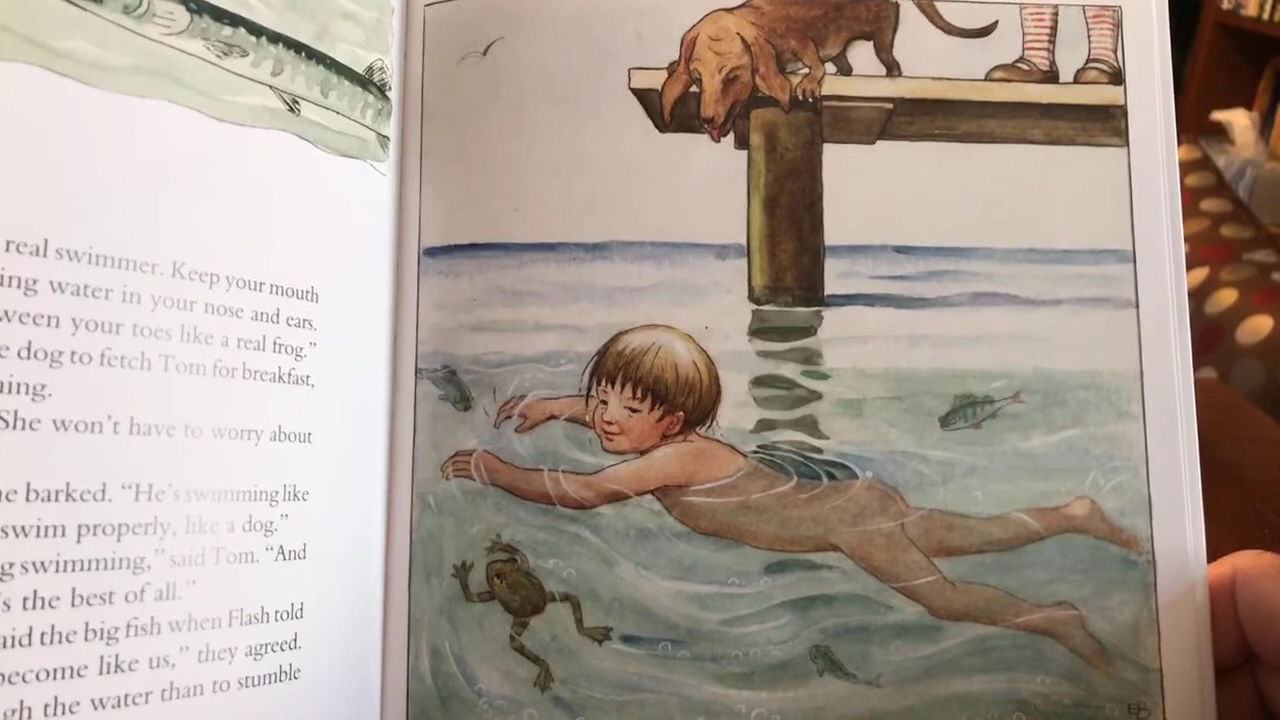 real swimmer. Keep your mouth
ing water in your nose and ears.
ween your toes like a real frog."
e dog to fetch Tom for breakfast,
ning.
She won't have to worry about
he barked. "He's swimming like
swim properly, like a dog."
g swimming," said Tom. "And
's the best of all."
aid the big fish when Flash told
become like us," they agreed.
gh the water than to stumble
EB